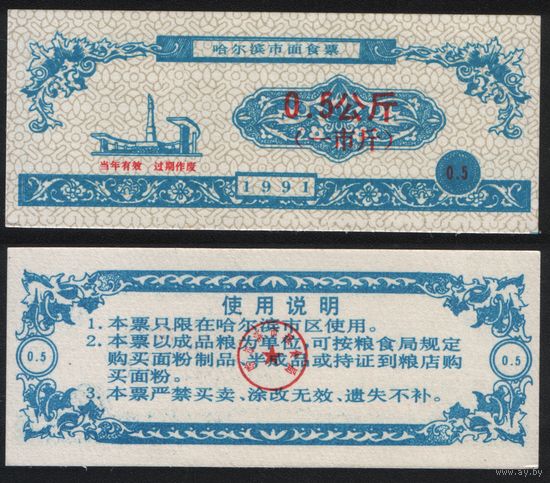 哈尔滨市面食票
0.5公斤
(一市斤)
当年有效 过期作废
0.5
1991
使用说明
1. 本票只限在哈尔滨市区使用。
2. 本票以成品粮为单位,可按粮食局规定
购买面粉制品、半成品或持证到粮店购
买面粉。
3. 本票严禁买卖、涂改无效、遗失不补。
0.5
0.5
www.ay.by